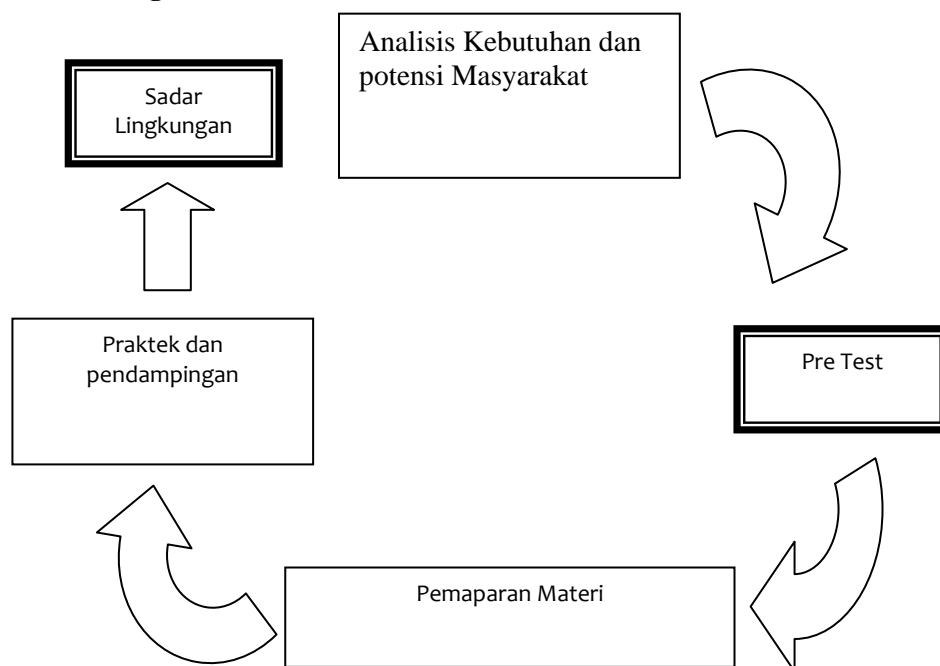 Analisis Kebutuhan dan
potensi Masyarakat
Sadar
Lingkungan
Praktek dan
pendampingan
Pre Test
Pemaparan Materi